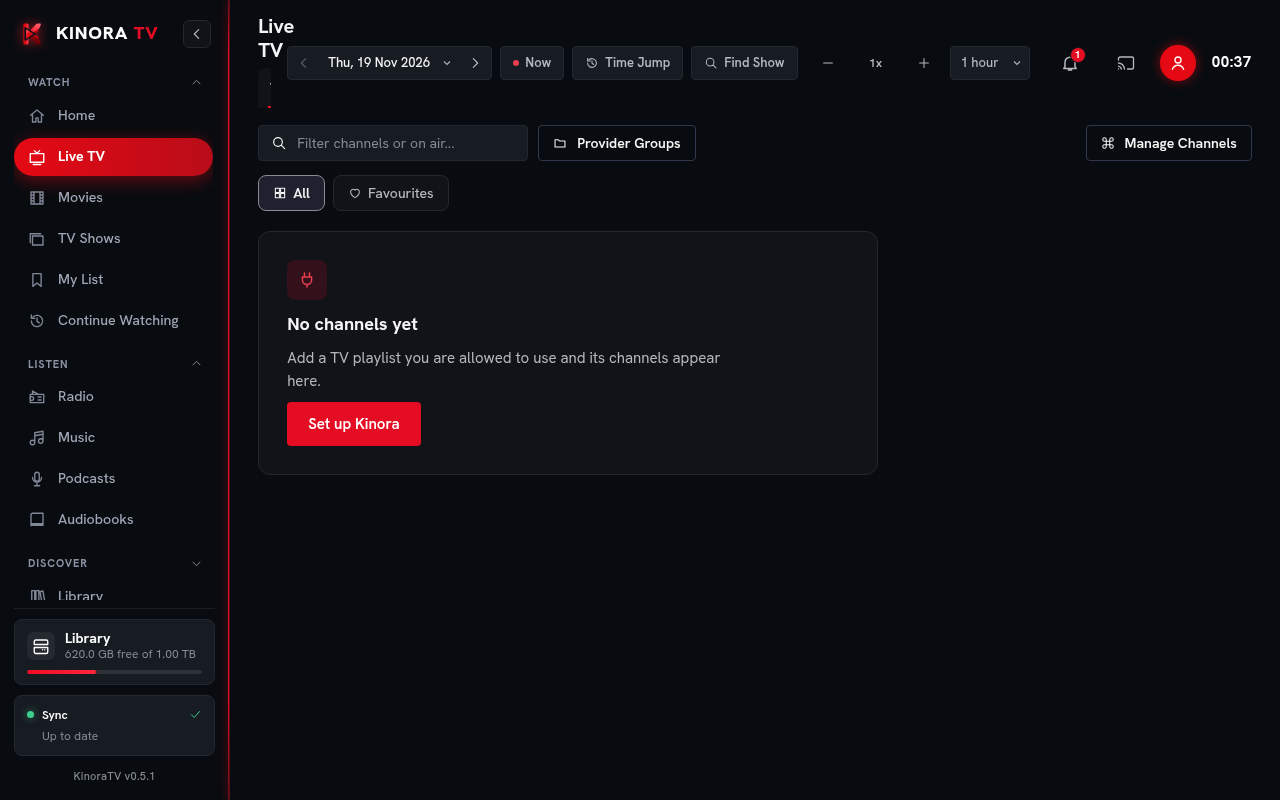 KINORA TV
WATCH
Home
Live TV
Movies
TV Shows
My List
Continue Watching
LISTEN
Radio
Music
Podcasts
Audiobooks
DISCOVER
Library
Library
620.0 GB free of 1.00 TB
Sync
Up to date
KinoraTV v0.5.1
Live
TV
Thu, 19 Nov 2026
Now
Time Jump
Find Show
1x
1 hour
1
00:37
Filter channels or on air...
Provider Groups
Manage Channels
All
Favourites
No channels yet
Add a TV playlist you are allowed to use and its channels appear
here.
Set up Kinora